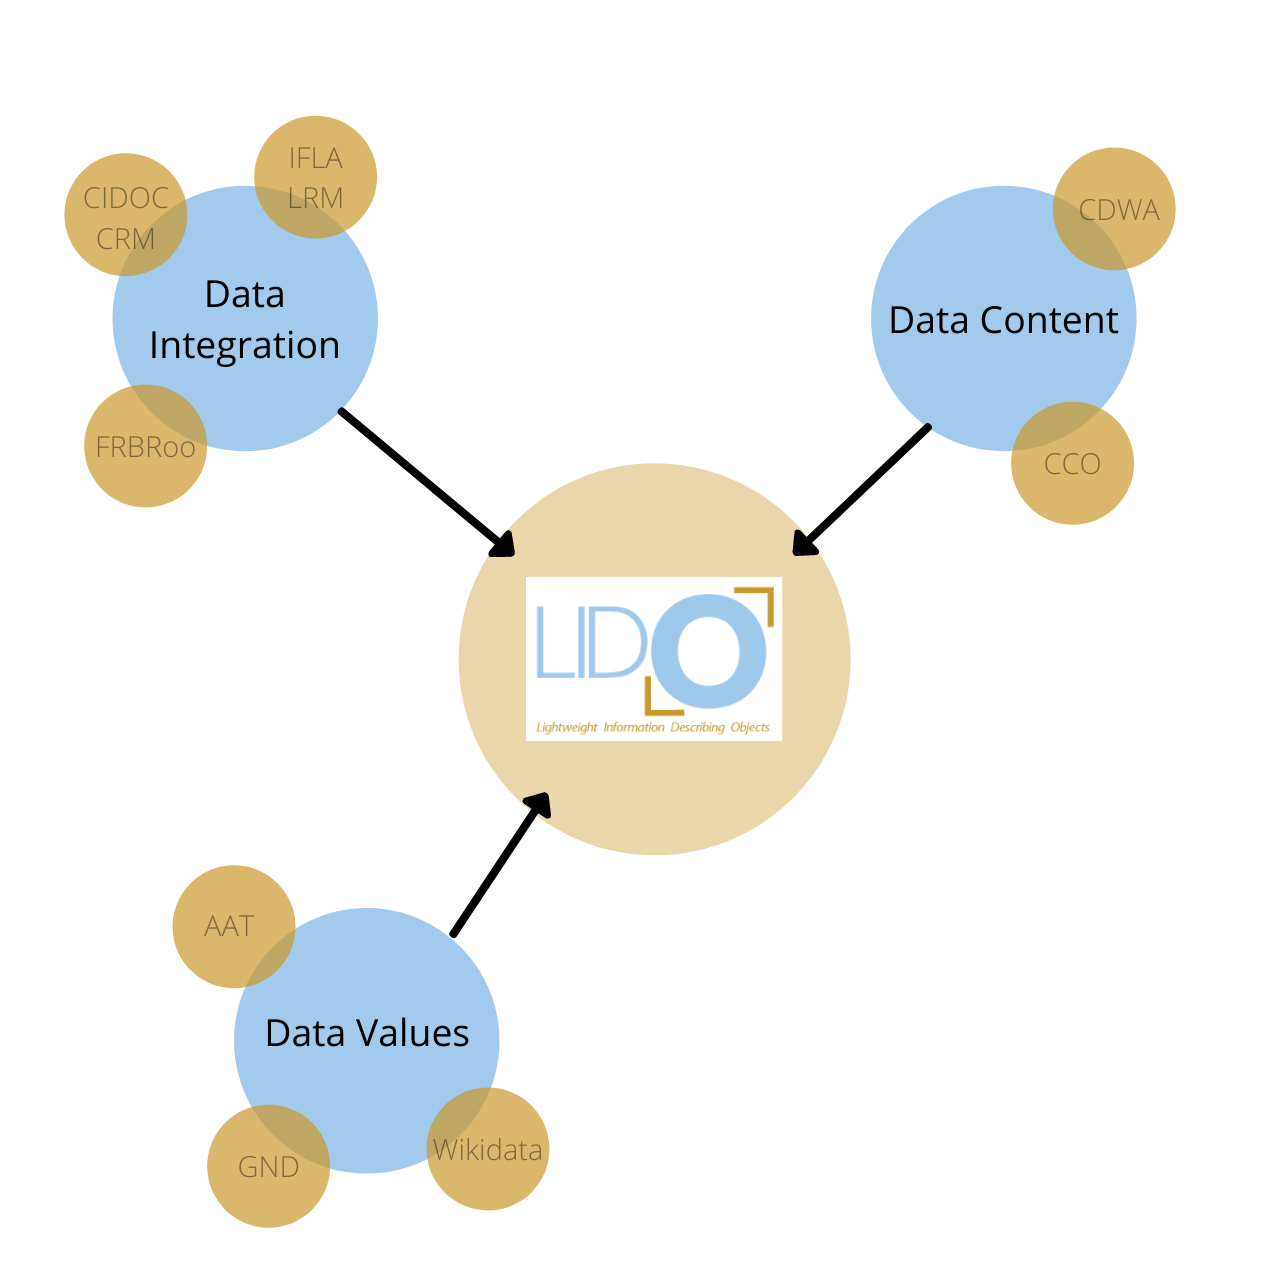 IFLA
LRM
CIDOC
CRM
Data
Integration
FRBRoo
CDWA
Data Content
CCO
LIDO
Lightweight Information Describing Objects
AAT
Data Values
GND
Wikidata